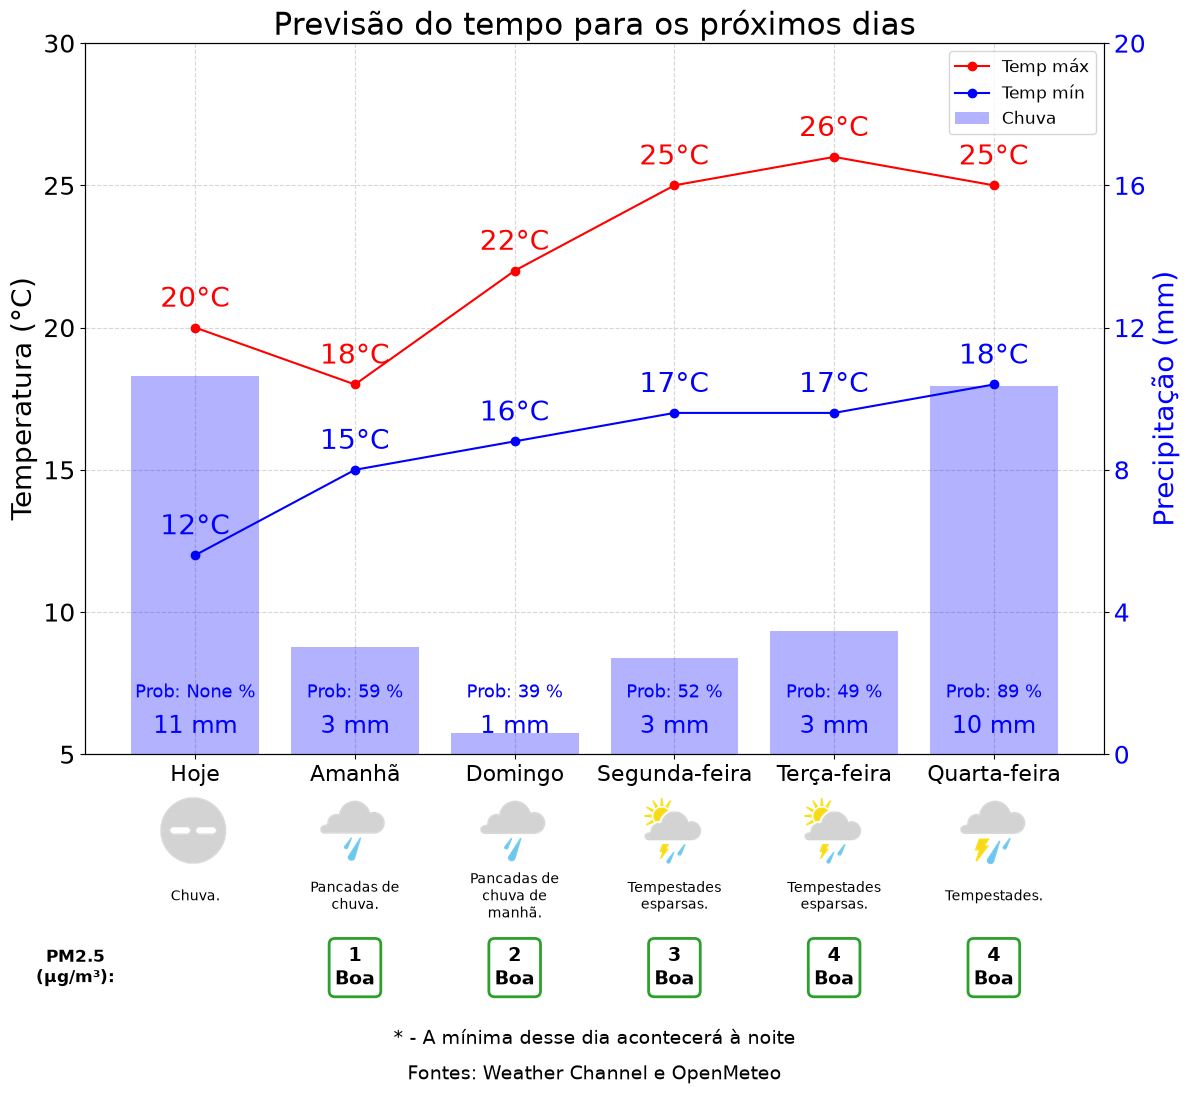 Previsão do tempo para os próximos dias
30
25
20
15
10
5
Temperatura (°C)
20
16
12
8
4
0
Precipitação (mm)
Temp máx
Temp mín
Chuva
20°C
18°C
22°C
25°C
26°C
25°C
12°C
15°C
16°C
17°C
17°C
18°C
Prob: None %
Prob: 59 %
Prob: 39 %
Prob: 52 %
Prob: 49 %
Prob: 89 %
11 mm
3 mm
1 mm
3 mm
3 mm
10 mm
Hoje
Amanhã
Domingo
Segunda-feira
Terça-feira
Quarta-feira
Chuva.
Pancadas de
chuva.
Pancadas de
chuva de
manhã.
Tempestades
esparsas.
Tempestades
esparsas.
Tempestades.
PM2.5
(µg/m³):
1
Boa
2
Boa
3
Boa
4
Boa
4
Boa
* - A mínima desse dia acontecerá à noite
Fontes: Weather Channel e OpenMeteo